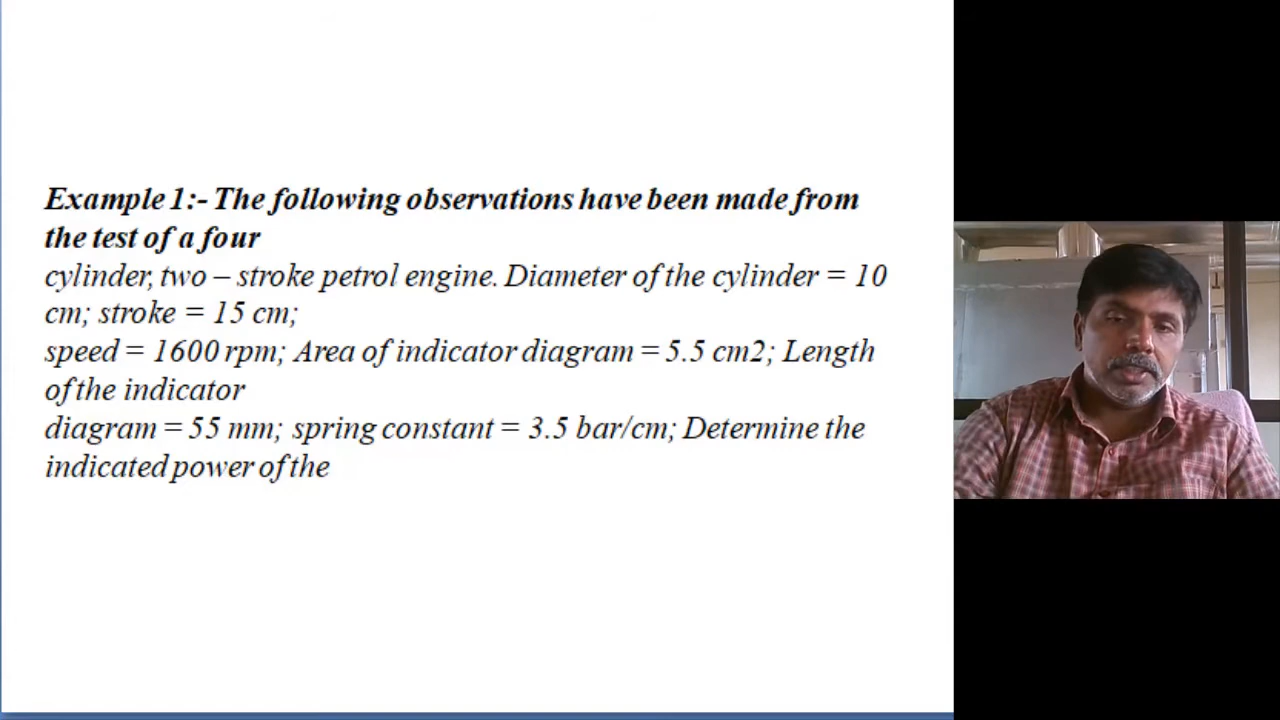 Example 1:- The following observations have been made from
the test of a four
cylinder, two – stroke petrol engine. Diameter of the cylinder = 10
cm; stroke = 15 cm;
speed = 1600 rpm; Area of indicator diagram = 5.5 cm2; Length
of the indicator
diagram = 55 mm; spring constant = 3.5 bar/cm; Determine the
indicated power of the